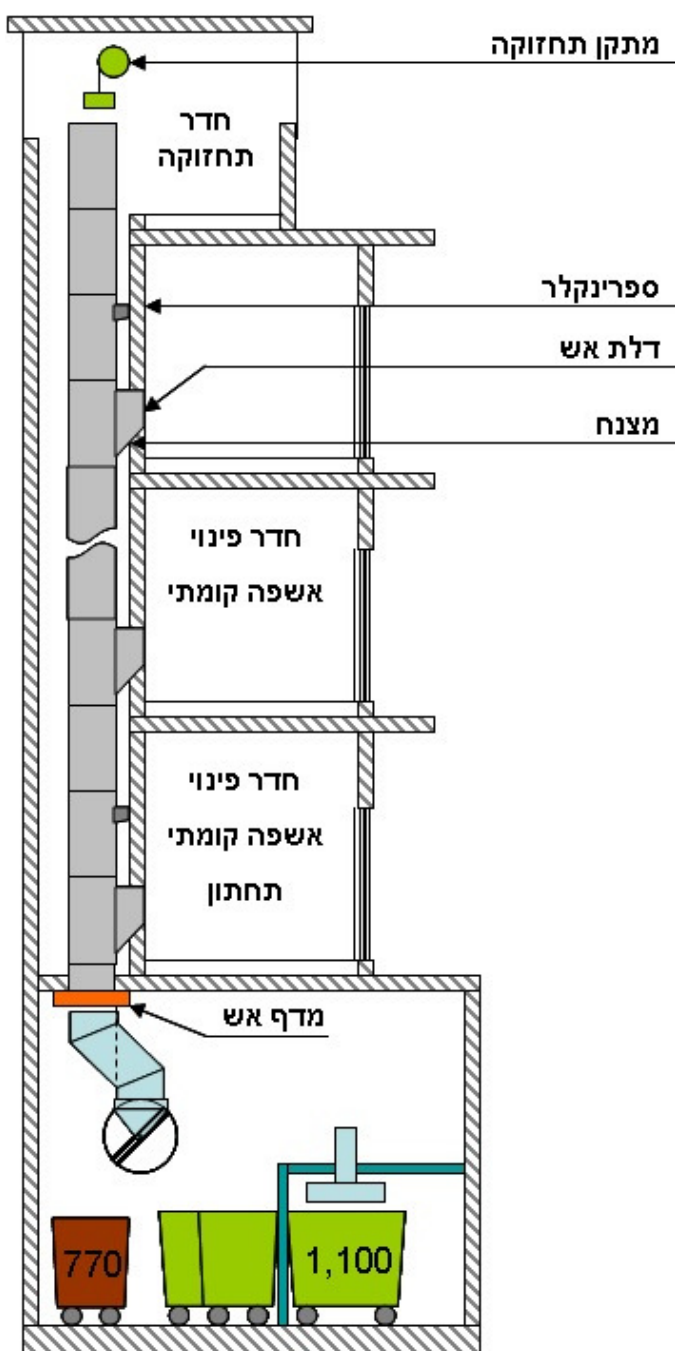 מתקן תחזוקה
חדר
תחזוקה
ספרינקלר
דלת אש
מצנח
חדר פינוי
אשפה קומתי
חדר פינוי
אשפה קומתי
תחתון
מדף אש
770
1,100